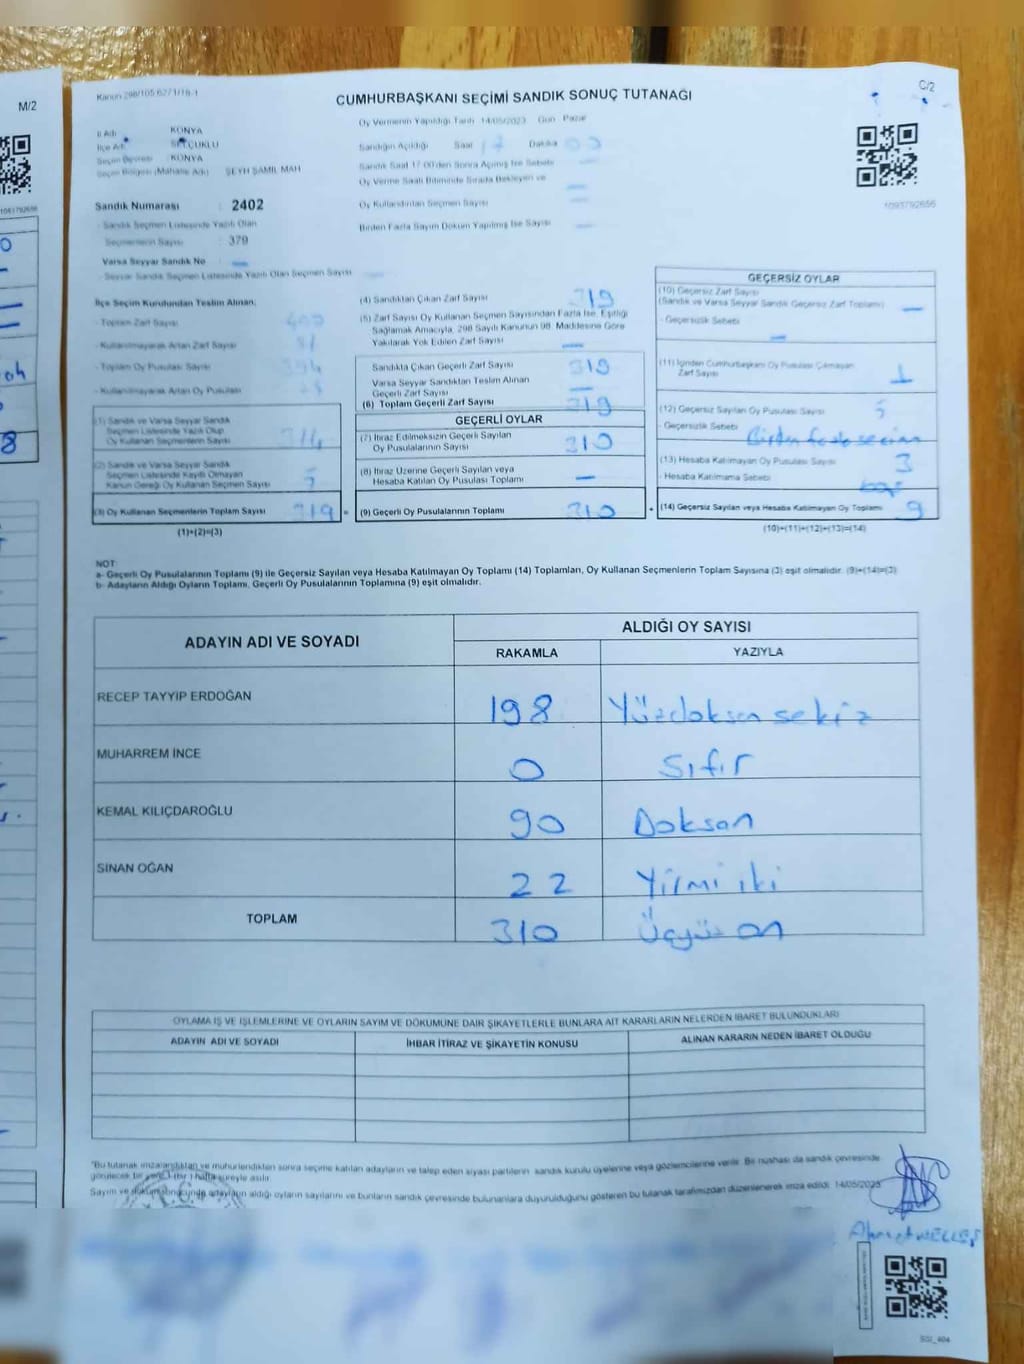 M/2
Kanun 298/105 6271/18-1
C/2
CUMHURBAŞKANI SEÇİMİ SANDIK SONUÇ TUTANAĞI
İl Adı KONYA
İlçe Adı SELÇUKLU
Seçim Çevresi KONYA
Seçim Bölgesi (Mahalle Adı) ŞEYH ŞAMİL MAH
Sandık Numarası : 2402
- Sandık Seçmen Listesinde Yazılı Olan
Seçmenlerin Sayısı : 379
Varsa Seyyar Sandık No
- Seyyar Sandık Seçmen Listesinde Yazılı Olan Seçmen Sayısı
Oy Vermenin Yapıldığı Tarih 14/05/2023 Gün Pazar
Sandığın Açıldığı Saat 17 Dakika 00
Sandık Saat 17.00'den Sonra Açılmış İse Sebebi
Oy Verme Saati Bitiminde Sırada Bekleyen ve
Oy Kullandırılan Seçmen Sayısı
Birden Fazla Sayım Döküm Yapılmış İse Sayısı
1093792656
İlçe Seçim Kurulundan Teslim Alınan;
- Toplam Zarf Sayısı
- Kullanılmayarak Artan Zarf Sayısı
- Toplam Oy Pusulası Sayısı
- Kullanılmayarak Artan Oy Pusulası
(1) Sandık ve Varsa Seyyar Sandık
Seçmen Listesinde Yazılı Olup
Oy Kullanan Seçmenlerin Sayısı 314
(2) Sandık ve Varsa Seyyar Sandık
Seçmen Listesinde Kaydı Olmayan
Kanun Gereği Oy Kullanan Seçmen Sayısı 5
(3) Oy Kullanan Seçmenlerin Toplam Sayısı 319
(1)+(2)=(3)
(4) Sandıktan Çıkan Zarf Sayısı 319
(5) Zarf Sayısı Oy Kullanan Seçmen Sayısından Fazla İse, Eşitliği
Sağlamak Amacıyla, 298 Sayılı Kanunun 98. Maddesine Göre
Yakılarak Yok Edilen Zarf Sayısı —
Sandıkta Çıkan Geçerli Zarf Sayısı 319
Varsa Seyyar Sandıktan Teslim Alınan
Geçerli Zarf Sayısı —
(6) Toplam Geçerli Zarf Sayısı 319
GEÇERLİ OYLAR
(7) İtiraz Edilmeksizin Geçerli Sayılan
Oy Pusulalarının Sayısı 310
(8) İtiraz Üzerine Geçerli Sayılan veya
Hesaba Katılan Oy Pusulası Toplamı —
= (9) Geçerli Oy Pusulalarının Toplamı 310
GEÇERSİZ OYLAR
(10) Geçersiz Zarf Sayısı
(Sandık ve Varsa Seyyar Sandık Geçersiz Zarf Toplamı) —
- Geçersizlik Sebebi —
(11) İçinden Cumhurbaşkanı Oy Pusulası Çıkmayan
Zarf Sayısı 1
(12) Geçersiz Sayılan Oy Pusulası Sayısı 5
- Geçersizlik Sebebi Birden fazla seçim
(13) Hesaba Katılmayan Oy Pusulası Sayısı 3
- Hesaba Katılmama Sebebi boş
+ (14) Geçersiz Sayılan veya Hesaba Katılmayan Oy Toplamı 9
(10)+(11)+(12)+(13)=(14)
NOT:
a- Geçerli Oy Pusulalarının Toplamı (9) ile Geçersiz Sayılan veya Hesaba Katılmayan Oy Toplamı (14) Toplamları, Oy Kullanan Seçmenlerin Toplam Sayısına (3) eşit olmalıdır. (9)+(14)=(3)
b- Adayların Aldığı Oyların Toplamı, Geçerli Oy Pusulalarının Toplamına (9) eşit olmalıdır.
ADAYIN ADI VE SOYADI
ALDIĞI OY SAYISI
RAKAMLA YAZIYLA
RECEP TAYYİP ERDOĞAN 198 Yüzdoksan sekiz
MUHARREM İNCE 0 Sıfır
KEMAL KILIÇDAROĞLU 90 Doksan
SİNAN OĞAN 22 Yirmi iki
TOPLAM 310 Üçyüz on
OYLAMA İŞ VE İŞLEMLERİNE VE OYLARIN SAYIM VE DÖKÜMÜNE DAİR ŞİKAYETLERLE BUNLARA AİT KARARLARIN NELERDEN İBARET BULUNDUKLARI
ADAYIN ADI VE SOYADI İHBAR İTİRAZ VE ŞİKAYETİN KONUSU ALINAN KARARIN NEDEN İBARET OLDUĞU
"Bu tutanak imzalandıktan ve mühürlendikten sonra seçime katılan adayların ve talep eden siyasi partilerin sandık kurulu üyelerine veya gözlemcilerine verilir. Bir nüshası da sandık çevresinde
görülecek bir yere 1 (bir) hafta süreyle asılır.
Sayım ve döküm sonucunda adayların aldığı oyların sayılarını ve bunların sandık çevresinde bulunanlara duyurulduğunu gösteren bu tutanak tarafımızdan düzenlenerek imza edildi. 14/05/2023
Ahmet